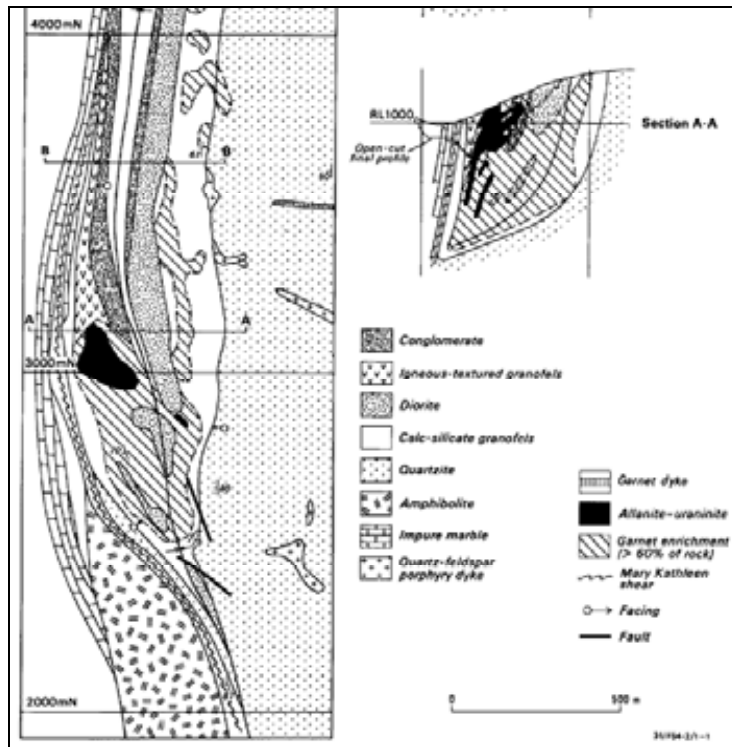 4000mN
B
B
61
A
A
3000mN
2000mN
RL1000
Section A-A
Open-cut
final profile
Conglomerate
Igneous-textured granofels
Diorite
Calc-silicate granofels
Quartzite
Amphibolite
Impure marble
Quartz-feldspar
porphyry dyke
Garnet dyke
Allanite-uraninite
Garnet enrichment
(> 60% of rock)
Mary Kathleen
shear
Facing
Fault
0
500 m